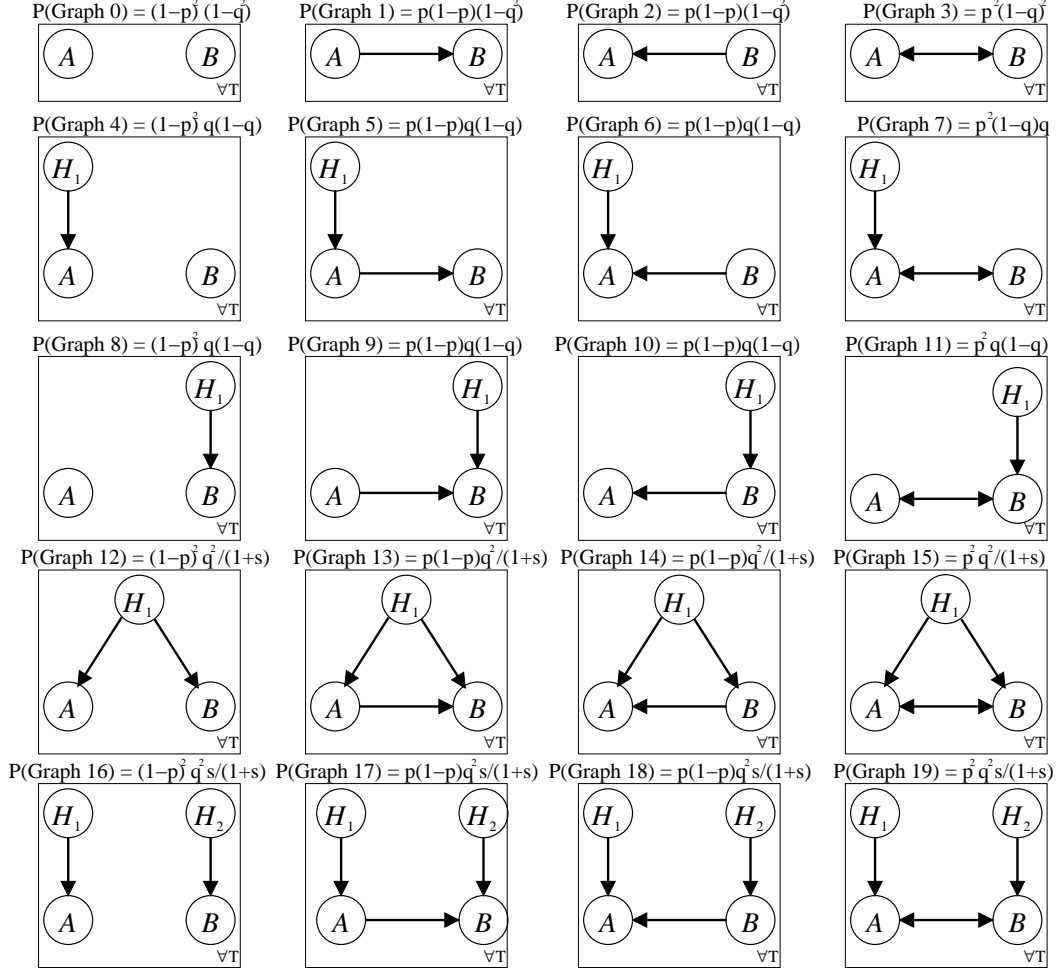 P(Graph 0) = (1−p)² (1−q)²
P(Graph 1) = p(1−p)(1−q)²
P(Graph 2) = p(1−p)(1−q)²
P(Graph 3) = p²(1−q)²
A B A B A B A B
∀T ∀T ∀T ∀T
P(Graph 4) = (1−p)² q(1−q)
P(Graph 5) = p(1−p)q(1−q)
P(Graph 6) = p(1−p)q(1−q)
P(Graph 7) = p²(1−q)q
H₁ H₁ H₁ H₁
A B A B A B A B
∀T ∀T ∀T ∀T
P(Graph 8) = (1−p)² q(1−q)
P(Graph 9) = p(1−p)q(1−q)
P(Graph 10) = p(1−p)q(1−q)
P(Graph 11) = p² q(1−q)
H₁ H₁ H₁ H₁
A B A B A B A B
∀T ∀T ∀T ∀T
P(Graph 12) = (1−p)² q²/(1+s)
P(Graph 13) = p(1−p)q²/(1+s)
P(Graph 14) = p(1−p)q²/(1+s)
P(Graph 15) = p² q²/(1+s)
H₁ H₁ H₁ H₁
A B A B A B A B
∀T ∀T ∀T ∀T
P(Graph 16) = (1−p)² q² s/(1+s)
P(Graph 17) = p(1−p)q² s/(1+s)
P(Graph 18) = p(1−p)q² s/(1+s)
P(Graph 19) = p² q² s/(1+s)
H₁ H₂ H₁ H₂ H₁ H₂ H₁ H₂
A B A B A B A B
∀T ∀T ∀T ∀T